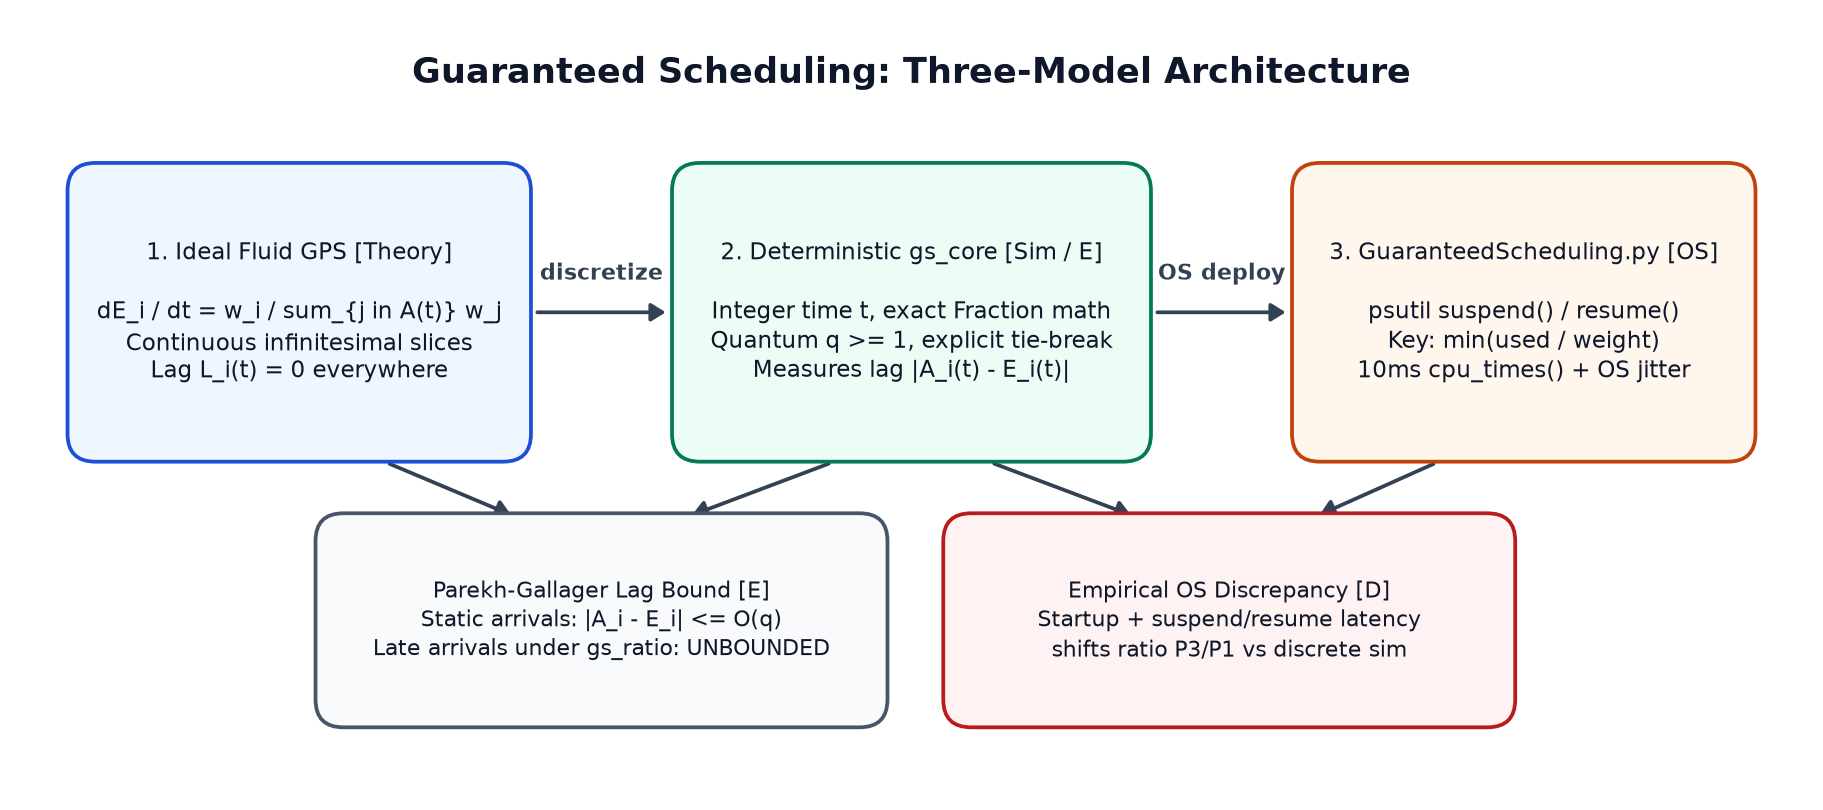 Guaranteed Scheduling: Three-Model Architecture
1. Ideal Fluid GPS [Theory]
dE_i / dt = w_i / sum_{j in A(t)} w_j
Continuous infinitesimal slices
Lag L_i(t) = 0 everywhere
discretize
2. Deterministic gs_core [Sim / E]
Integer time t, exact Fraction math
Quantum q >= 1, explicit tie-break
Measures lag |A_i(t) - E_i(t)|
OS deploy
3. GuaranteedScheduling.py [OS]
psutil suspend() / resume()
Key: min(used / weight)
10ms cpu_times() + OS jitter
Parekh-Gallager Lag Bound [E]
Static arrivals: |A_i - E_i| <= O(q)
Late arrivals under gs_ratio: UNBOUNDED
Empirical OS Discrepancy [D]
Startup + suspend/resume latency
shifts ratio P3/P1 vs discrete sim